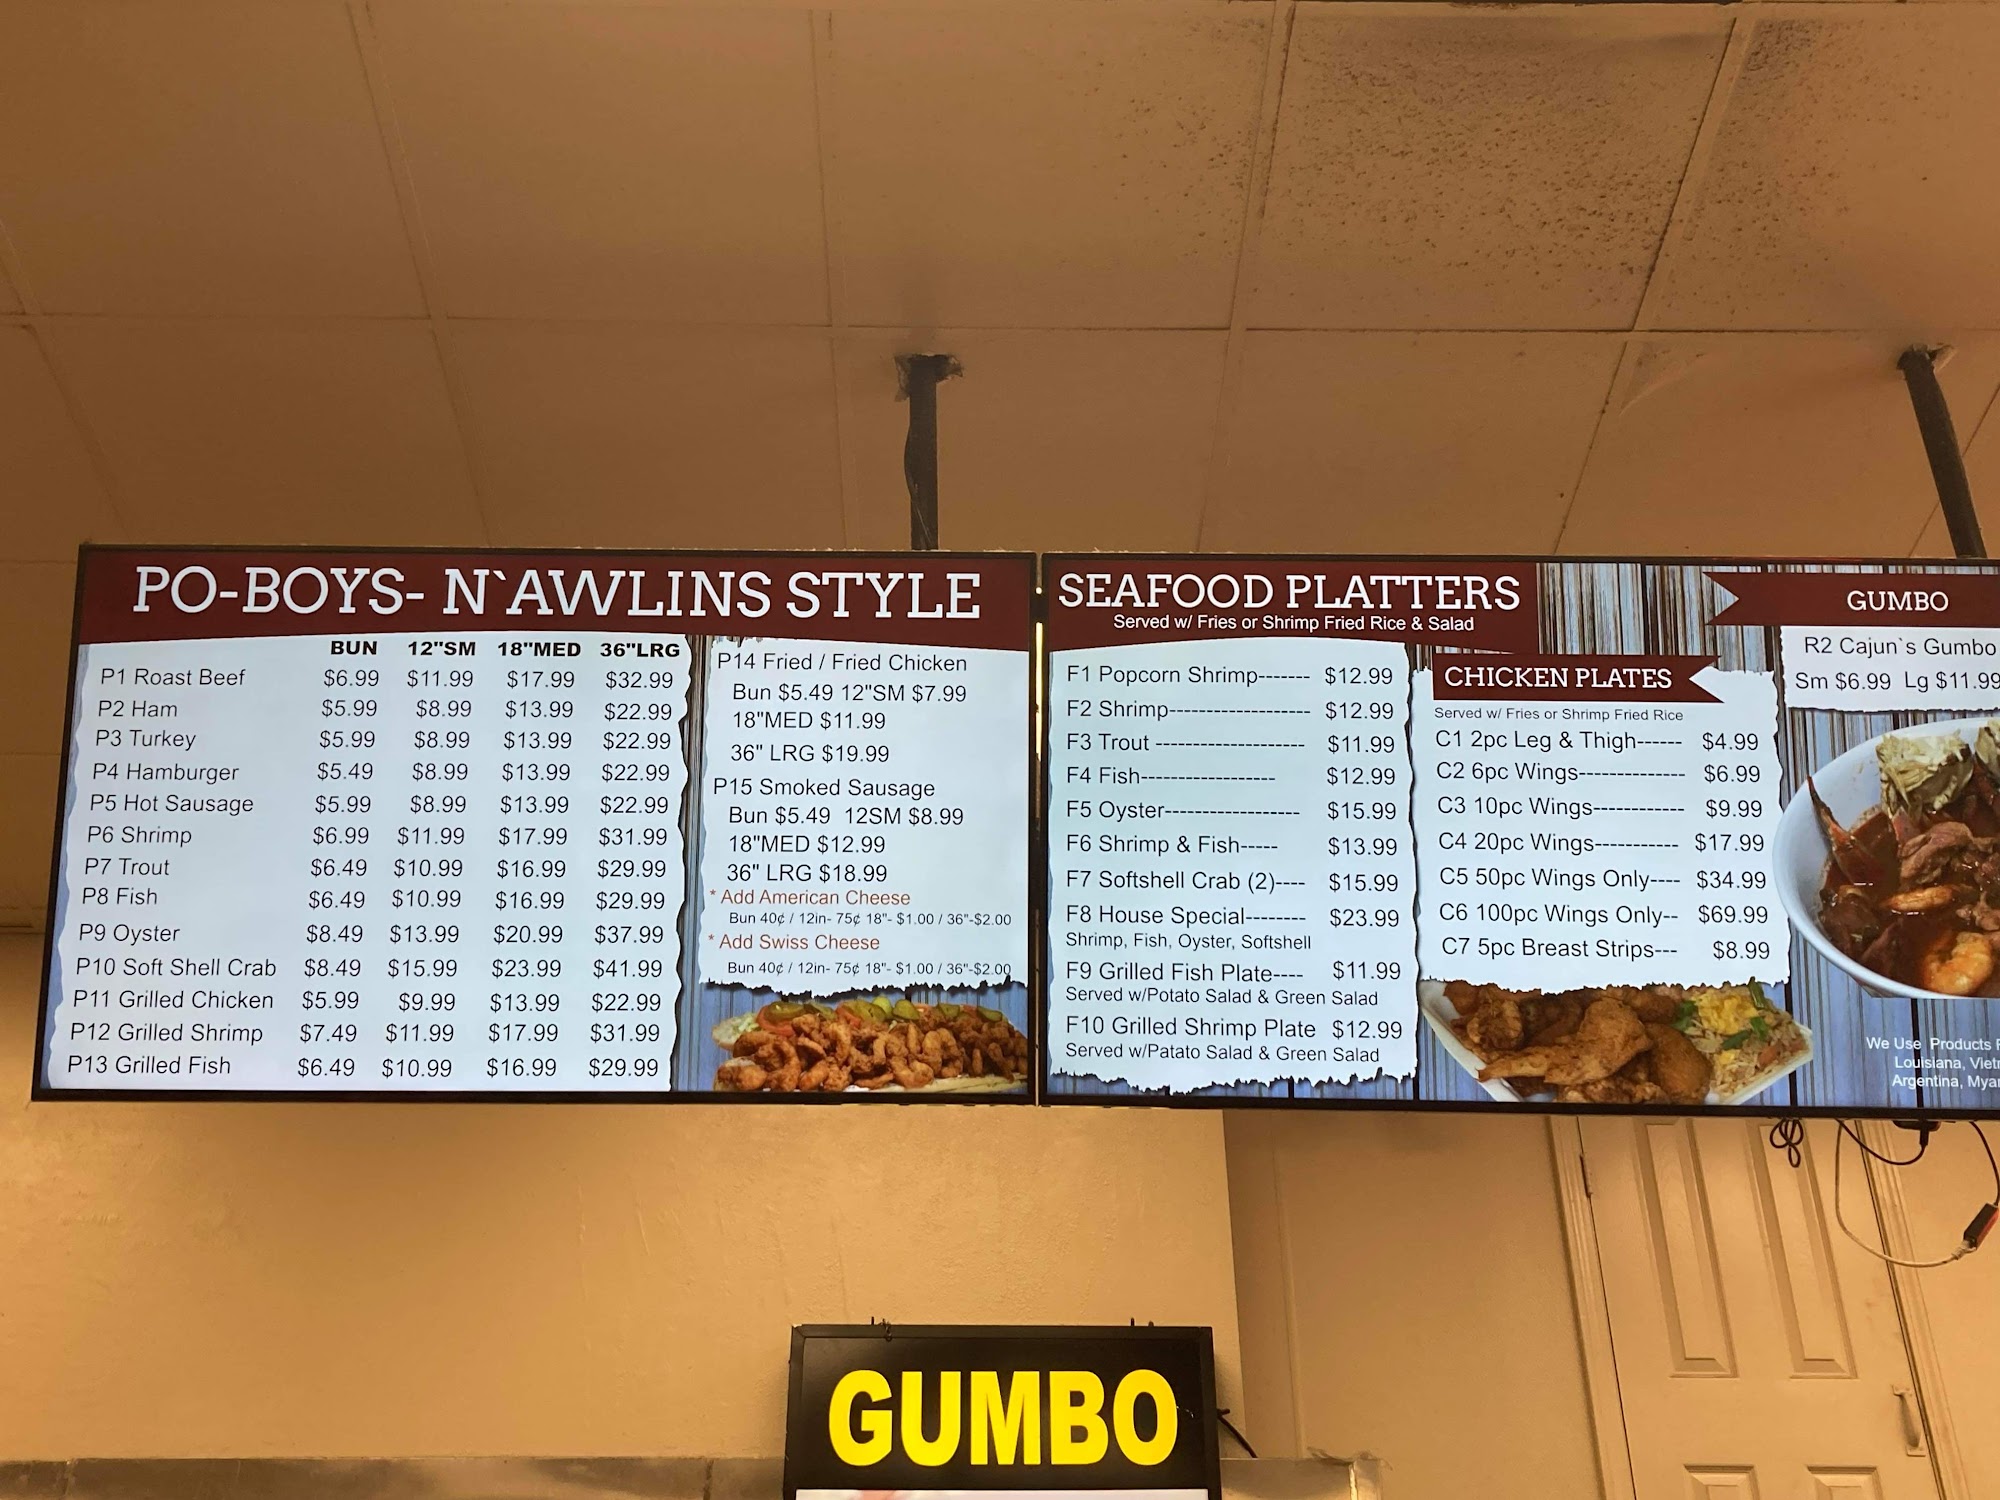 PO-BOYS- N`AWLINS STYLE
BUN 12"SM 18"MED 36"LRG
P1 Roast Beef $6.99 $11.99 $17.99 $32.99
P2 Ham $5.99 $8.99 $13.99 $22.99
P3 Turkey $5.99 $8.99 $13.99 $22.99
P4 Hamburger $5.49 $8.99 $13.99 $22.99
P5 Hot Sausage $5.99 $8.99 $13.99 $22.99
P6 Shrimp $6.99 $11.99 $17.99 $31.99
P7 Trout $6.49 $10.99 $16.99 $29.99
P8 Fish $6.49 $10.99 $16.99 $29.99
P9 Oyster $8.49 $13.99 $20.99 $37.99
P10 Soft Shell Crab $8.49 $15.99 $23.99 $41.99
P11 Grilled Chicken $5.99 $9.99 $13.99 $22.99
P12 Grilled Shrimp $7.49 $11.99 $17.99 $31.99
P13 Grilled Fish $6.49 $10.99 $16.99 $29.99
P14 Fried / Fried Chicken
Bun $5.49 12"SM $7.99
18"MED $11.99
36" LRG $19.99
P15 Smoked Sausage
Bun $5.49 12SM $8.99
18"MED $12.99
36" LRG $18.99
* Add American Cheese
Bun 40¢ / 12in- 75¢ 18"- $1.00 / 36"-$2.00
* Add Swiss Cheese
Bun 40¢ / 12in- 75¢ 18"- $1.00 / 36"-$2.00
SEAFOOD PLATTERS
Served w/ Fries or Shrimp Fried Rice & Salad
F1 Popcorn Shrimp------- $12.99
F2 Shrimp------------------- $12.99
F3 Trout -------------------- $11.99
F4 Fish------------------ $12.99
F5 Oyster------------------ $15.99
F6 Shrimp & Fish----- $13.99
F7 Softshell Crab (2)---- $15.99
F8 House Special-------- $23.99
Shrimp, Fish, Oyster, Softshell
F9 Grilled Fish Plate---- $11.99
Served w/Potato Salad & Green Salad
F10 Grilled Shrimp Plate $12.99
Served w/Patato Salad & Green Salad
CHICKEN PLATES
Served w/ Fries or Shrimp Fried Rice
C1 2pc Leg & Thigh------ $4.99
C2 6pc Wings-------------- $6.99
C3 10pc Wings------------ $9.99
C4 20pc Wings----------- $17.99
C5 50pc Wings Only---- $34.99
C6 100pc Wings Only-- $69.99
C7 5pc Breast Strips--- $8.99
GUMBO
R2 Cajun`s Gumbo
Sm $6.99 Lg $11.99
We Use Products
Louisiana,
Argentina,
GUMBO